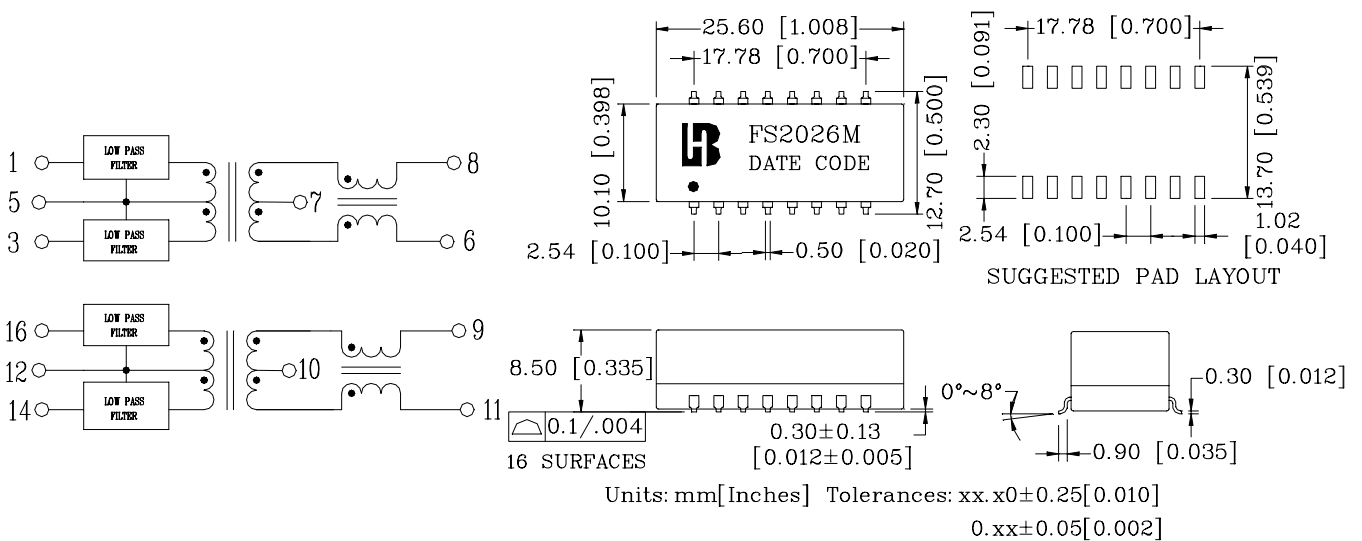 1
LOW PASS
FILTER
8
5
7
3
LOW PASS
FILTER
6
16
LOW PASS
FILTER
9
12
10
14
LOW PASS
FILTER
11
25.60 [1.008]
17.78 [0.700]
10.10 [0.398]
FS2026M
DATE CODE
12.70 [0.500]
2.54 [0.100]
0.50 [0.020]
17.78 [0.700]
2.30 [0.091]
13.70 [0.539]
2.54 [0.100]
1.02
[0.040]
SUGGESTED PAD LAYOUT
8.50 [0.335]
0.1/.004
16 SURFACES
0.30±0.13
[0.012±0.005]
0°~8°
0.30 [0.012]
0.90 [0.035]
Units: mm[Inches] Tolerances: xx.x0±0.25[0.010]
0.xx±0.05[0.002]